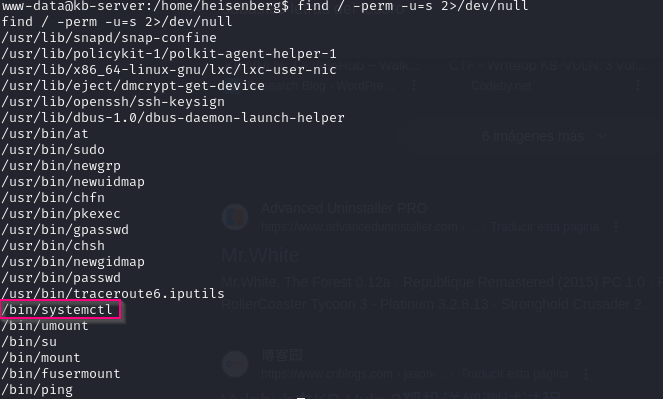 www-data@kb-server:/home/heisenberg$ find / -perm -u=s 2>/dev/null
find / -perm -u=s 2>/dev/null
/usr/lib/snapd/snap-confine
/usr/lib/policykit-1/polkit-agent-helper-1
/usr/lib/x86_64-linux-gnu/lxc/lxc-user-nic
/usr/lib/eject/dmcrypt-get-device
/usr/lib/openssh/ssh-keysign
/usr/lib/dbus-1.0/dbus-daemon-launch-helper
/usr/bin/at
/usr/bin/sudo
/usr/bin/newgrp
/usr/bin/newuidmap
/usr/bin/chfn
/usr/bin/pkexec
/usr/bin/gpasswd
/usr/bin/chsh
/usr/bin/newgidmap
/usr/bin/passwd
/usr/bin/traceroute6.iputils
/bin/systemctl
/bin/umount
/bin/su
/bin/mount
/bin/fusermount
/bin/ping
6 imágenes más
Advanced Uninstaller PRO
Mr.White
Mr.White. The Forest 0.12a - Republique Remastered (2015) PC 1.0
RollerCoaster Tycoon 3 - Platinum 3.2.8.13 - Stronghold Crusader 2
博客园